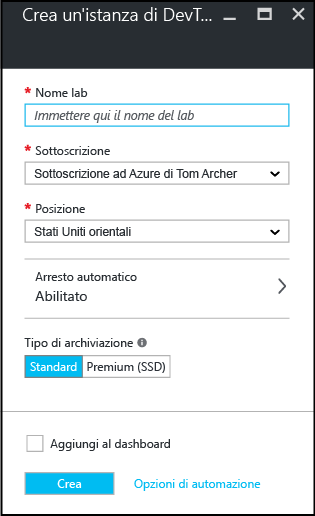 Crea un'istanza di DevT...
* Nome lab
Immettere qui il nome del lab
* Sottoscrizione
Sottoscrizione ad Azure di Tom Archer
* Posizione
Stati Uniti orientali
Arresto automatico
Abilitato
Tipo di archiviazione
Standard Premium (SSD)
Aggiungi al dashboard
Crea Opzioni di automazione